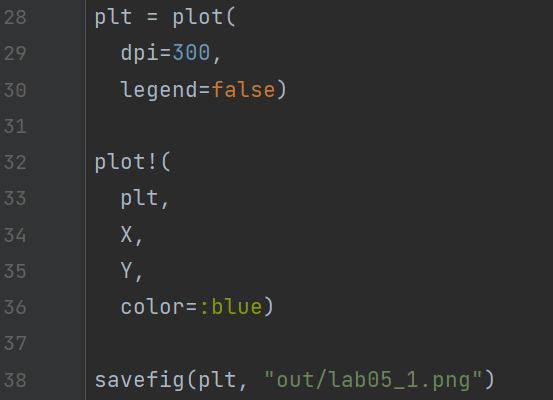 28 plt = plot(
29   dpi=300,
30   legend=false)
31
32 plot!(
33   plt,
34   X,
35   Y,
36   color=:blue)
37
38 savefig(plt, "out/lab05_1.png")